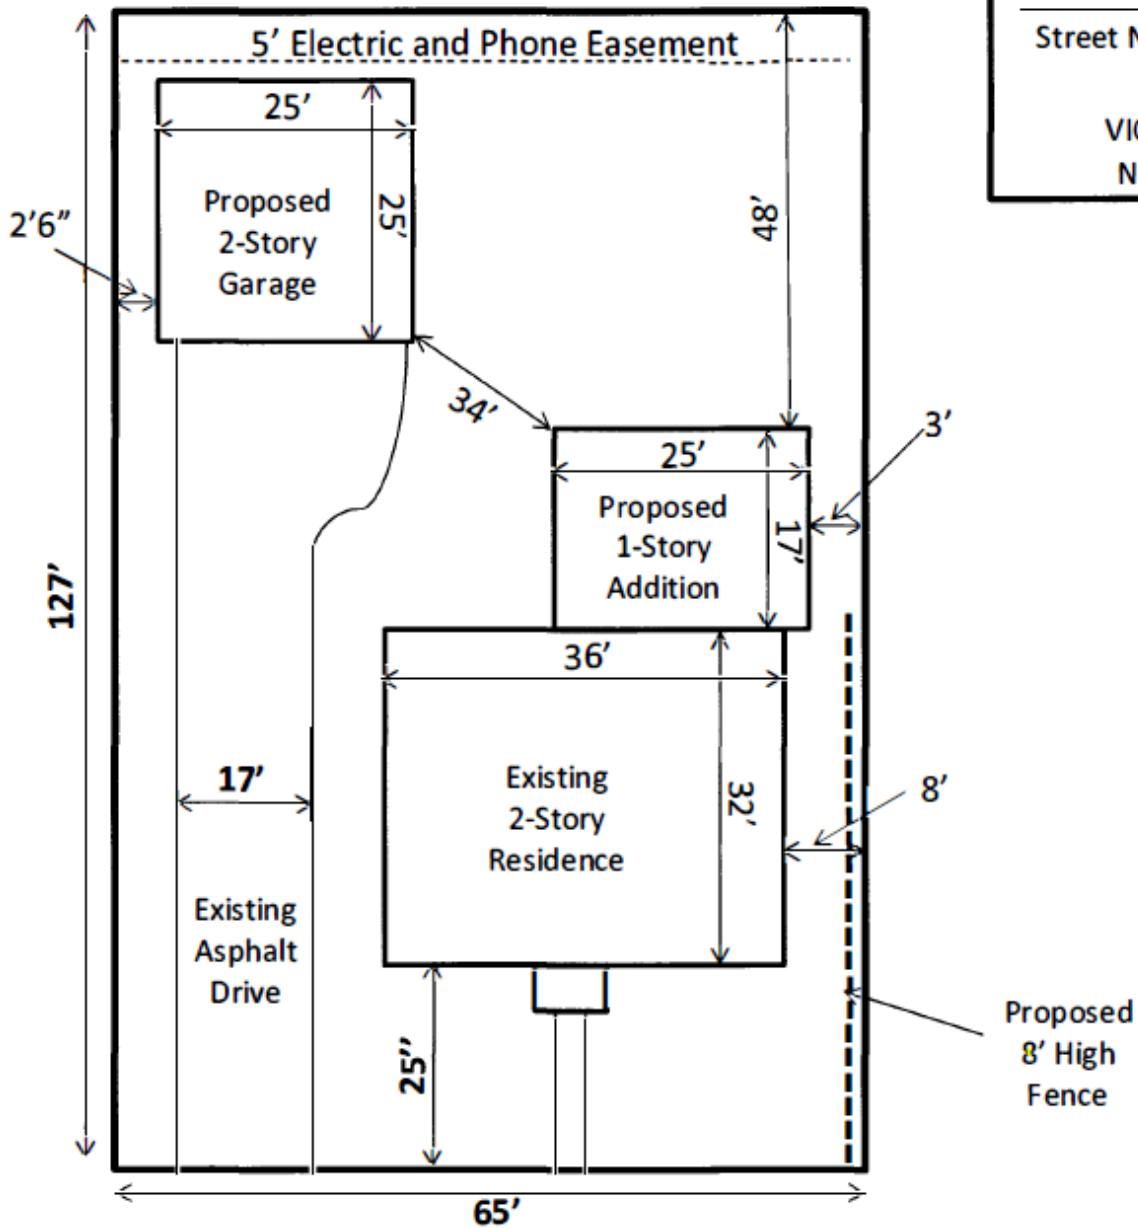 Street
5' Electric and Phone Easement
25'
25'
Proposed
2-Story
Garage
2'6"
48'
34'
3'
25'
17'
Proposed
1-Story
Addition
127'
36'
32'
Existing
2-Story
Residence
17'
8'
Existing
Asphalt
Drive
25''
Proposed
8' High
Fence
65'